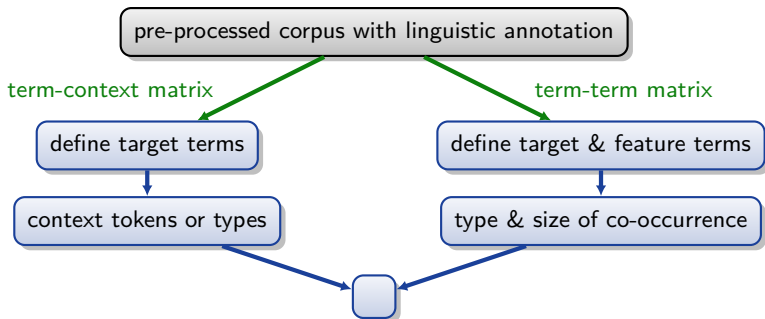 pre-processed corpus with linguistic annotation
term-context matrix
term-term matrix
define target terms
define target & feature terms
context tokens or types
type & size of co-occurrence